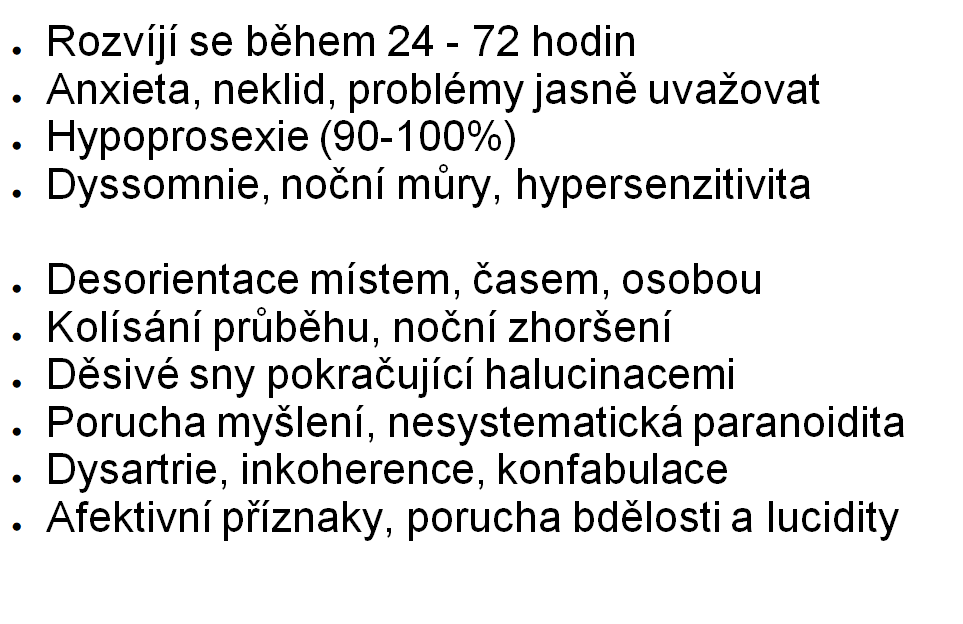 • Rozvíjí se během 24 - 72 hodin
• Anxieta, neklid, problémy jasně uvažovat
• Hypoprosexie (90-100%)
• Dyssomnie, noční můry, hypersenzitivita
• Desorientace místem, časem, osobou
• Kolísání průběhu, noční zhoršení
• Děsivé sny pokračující halucinacemi
• Porucha myšlení, nesystematická paranoidita
• Dysartrie, inkoherence, konfabulace
• Afektivní příznaky, porucha bdělosti a lucidity